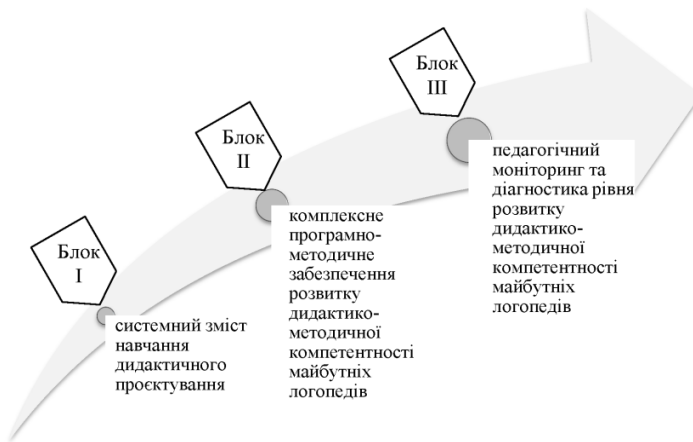 Блок
I
системний зміст
навчання
дидактичного
проєктування
Блок
II
комплексне
програмно-
методичне
забезпечення
розвитку
дидактико-
методичної
компетентності
майбутніх
логопедів
Блок
III
педагогічний
моніторинг та
діагностика рівня
розвитку
дидактико-
методичної
компетентності
майбутніх
логопедів